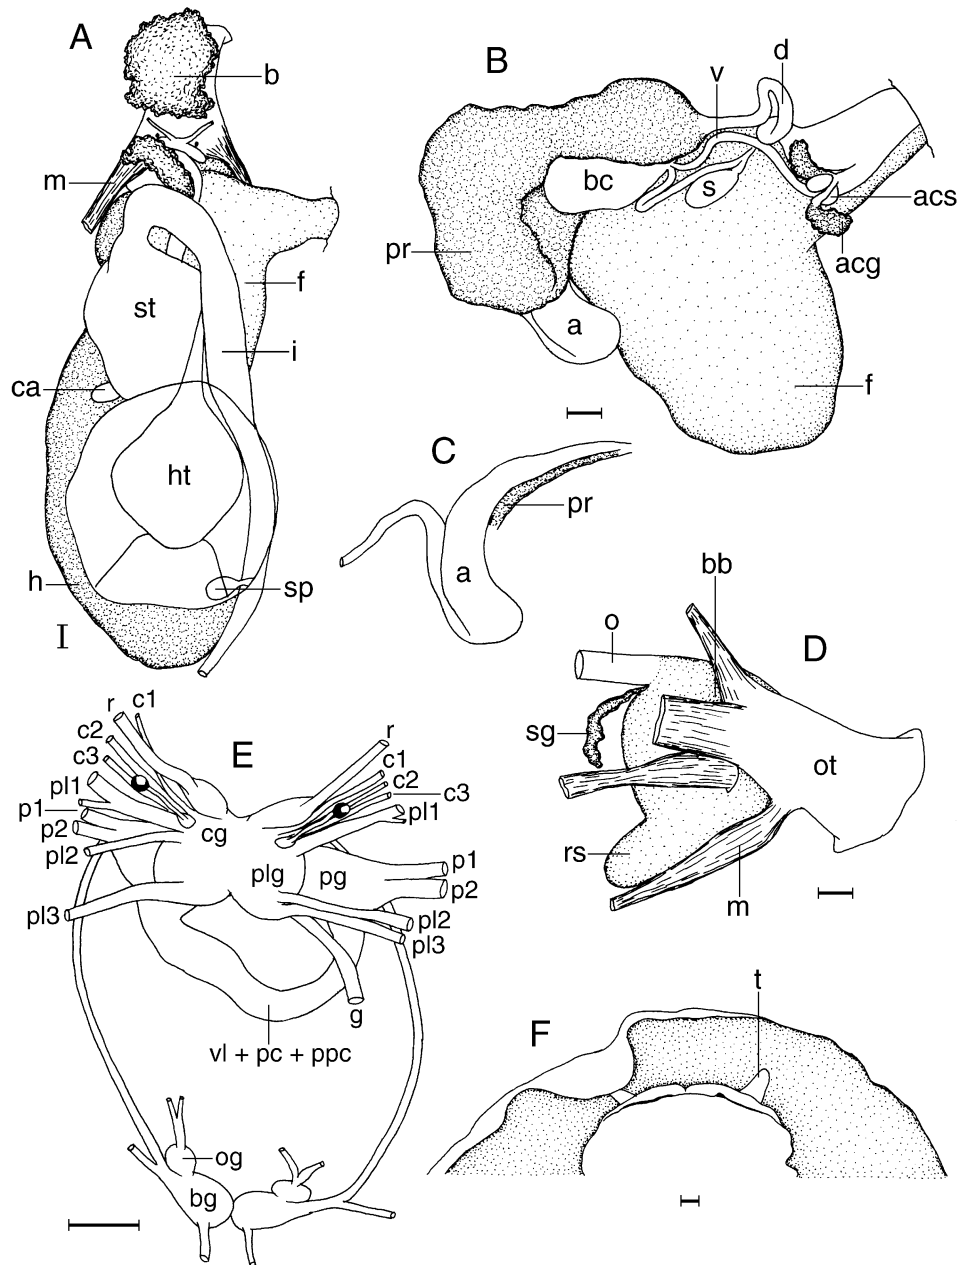 A
b
m
f
st
i
ca
ht
h
sp
B
d
v
bc
s
acs
pr
acg
a
f
C
pr
a
bb
o
D
sg
ot
rs
m
E
r
c1
c2
c3
pl1
p1
p2
pl2
pl3
r
c1
c2
c3
pl1
cg
plg
pg
p1
p2
pl2
pl3
g
vl + pc + ppc
og
bg
F
t